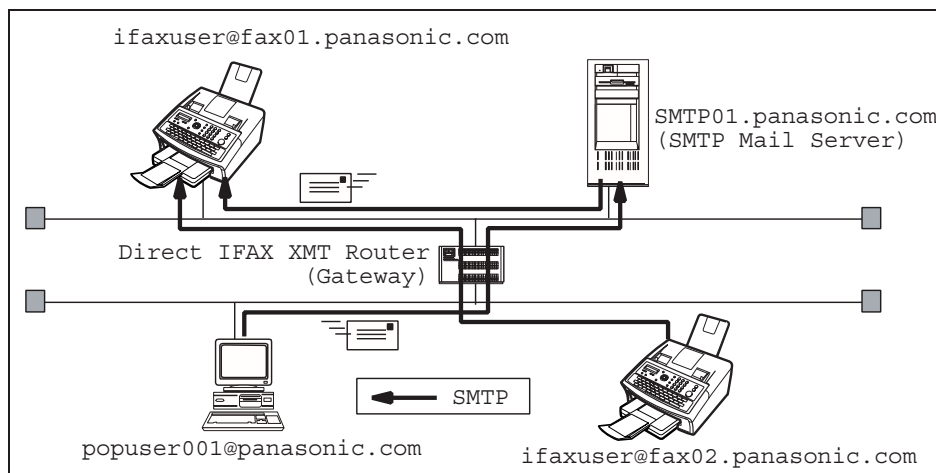 ifaxuser@fax01.panasonic.com
SMTP01.panasonic.com
(SMTP Mail Server)
Direct IFAX XMT Router
(Gateway)
SMTP
popuser001@panasonic.com
ifaxuser@fax02.panasonic.com